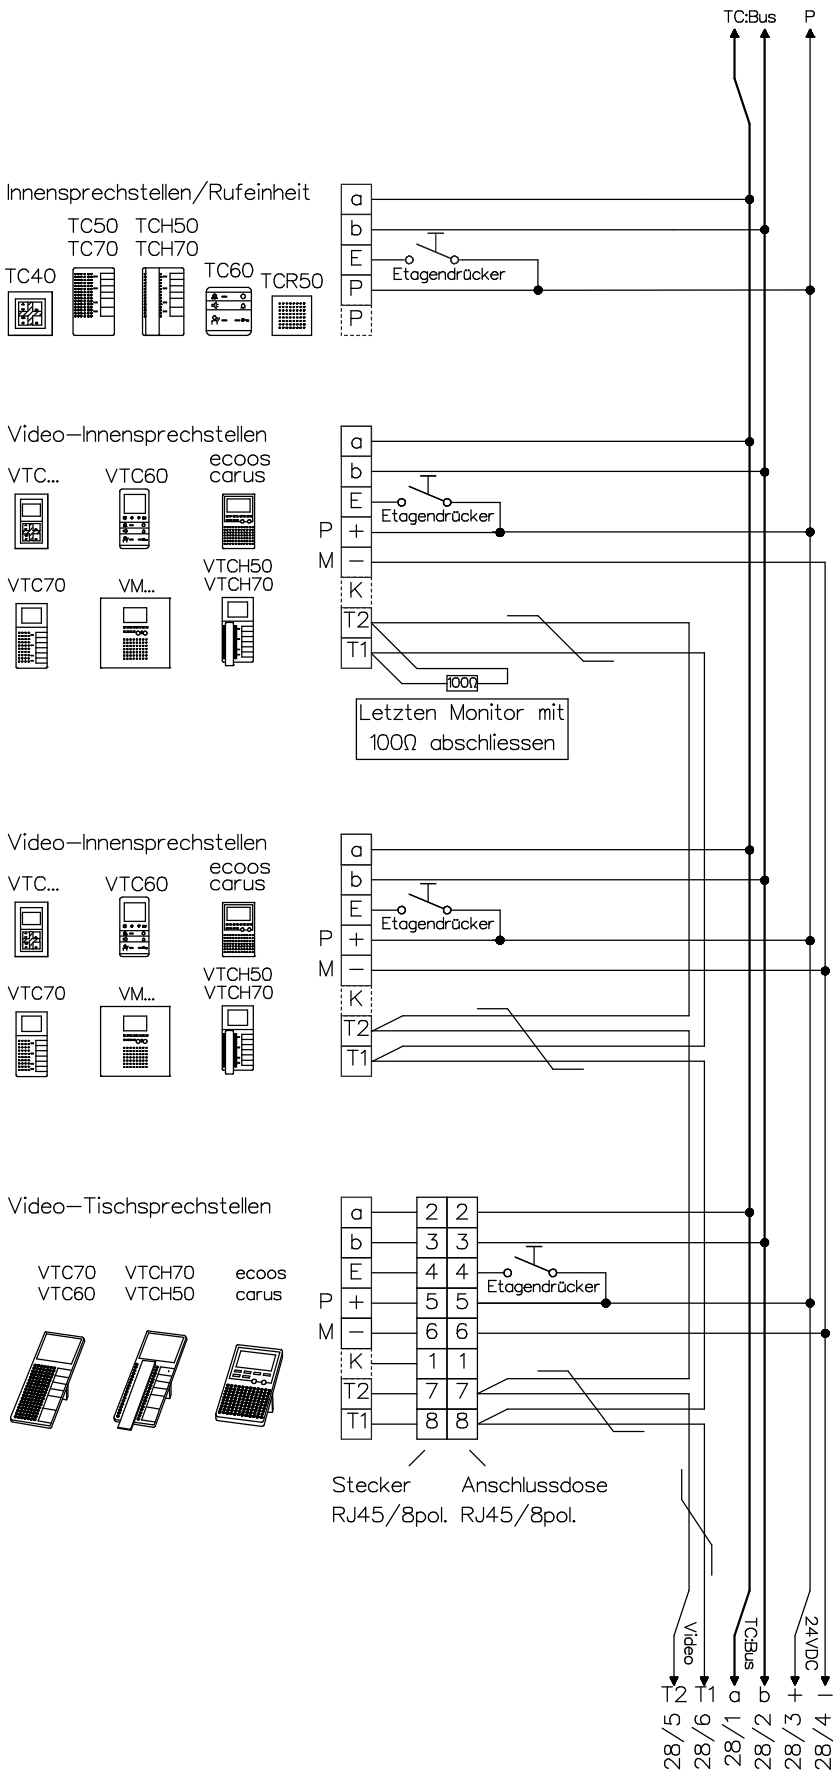 TC:Bus P
Innensprechstellen/Rufeinheit
TC50 TCH50
TC70 TCH70
TC40 TC60 TCR50
a
b
E
Etagendrücker
P
P
Video–Innensprechstellen
VTC... VTC60 ecoos
carus
VTC70 VM... VTCH50
VTCH70
a
b
E
Etagendrücker
P +
M –
K
T2
T1
100Ω
Letzten Monitor mit
100Ω abschliessen
Video–Innensprechstellen
VTC... VTC60 ecoos
carus
VTC70 VM... VTCH50
VTCH70
a
b
E
Etagendrücker
P +
M –
K
T2
T1
Video–Tischsprechstellen
VTC70 VTCH70 ecoos
VTC60 VTCH50 carus
a 2 2
b 3 3
E 4 4
Etagendrücker
P + 5 5
M – 6 6
K 1 1
T2 7 7
T1 8 8
Stecker Anschlussdose
RJ45/8pol. RJ45/8pol.
Video TC:Bus 24VDC
T2 T1 a b + –
28/5 28/6 28/1 28/2 28/3 28/4